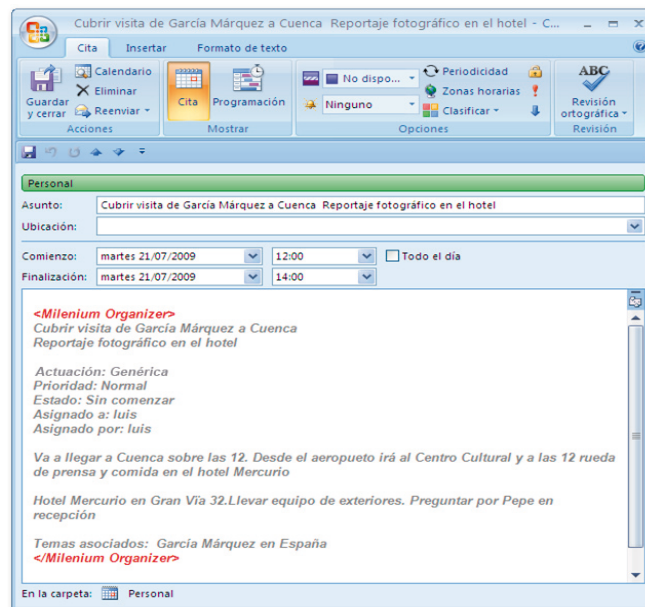 Cubrir visita de García Márquez a Cuenca  Reportaje fotográfico en el hotel - C...
Cita Insertar Formato de texto
Guardar y cerrar
Calendario
Eliminar
Reenviar
Acciones
Cita
Programación
Mostrar
No dispo...
Ninguno
Periodicidad
Zonas horarias
Clasificar
Opciones
ABC
Revisión ortográfica
Revisión
Personal
Asunto: Cubrir visita de García Márquez a Cuenca  Reportaje fotográfico en el hotel
Ubicación:
Comienzo: martes 21/07/2009 12:00 Todo el día
Finalización: martes 21/07/2009 14:00
<Milenium Organizer>
Cubrir visita de García Márquez a Cuenca
Reportaje fotográfico en el hotel
Actuación: Genérica
Prioridad: Normal
Estado: Sin comenzar
Asignado a: luis
Asignado por: luis
Va a llegar a Cuenca sobre las 12. Desde el aeropueto irá al Centro Cultural y a las 12 rueda
de prensa y comida en el hotel Mercurio
Hotel Mercurio en Gran Vïa 32.Llevar equipo de exteriores. Preguntar por Pepe en
recepción
Temas asociados:  García Márquez en España
</Milenium Organizer>
En la carpeta: Personal